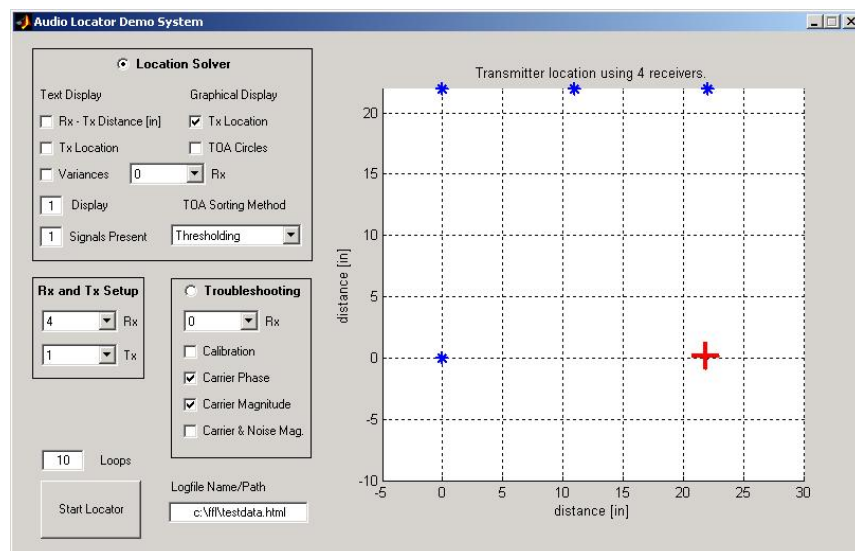 Audio Locator Demo System
Location Solver
Text Display
Graphical Display
Rx - Tx Distance [in]
Tx Location
Tx Location
TOA Circles
Variances
0
Rx
1
Display
TOA Sorting Method
1
Signals Present
Thresholding
Rx and Tx Setup
4
Rx
1
Tx
Troubleshooting
0
Rx
Calibration
Carrier Phase
Carrier Magnitude
Carrier & Noise Mag.
10
Loops
Start Locator
Logfile Name/Path
c:\ffl\testdata.html
Transmitter location using 4 receivers.
distance [in]
20
15
10
5
0
-5
-10
-5
0
5
10
15
20
25
30
distance [in]